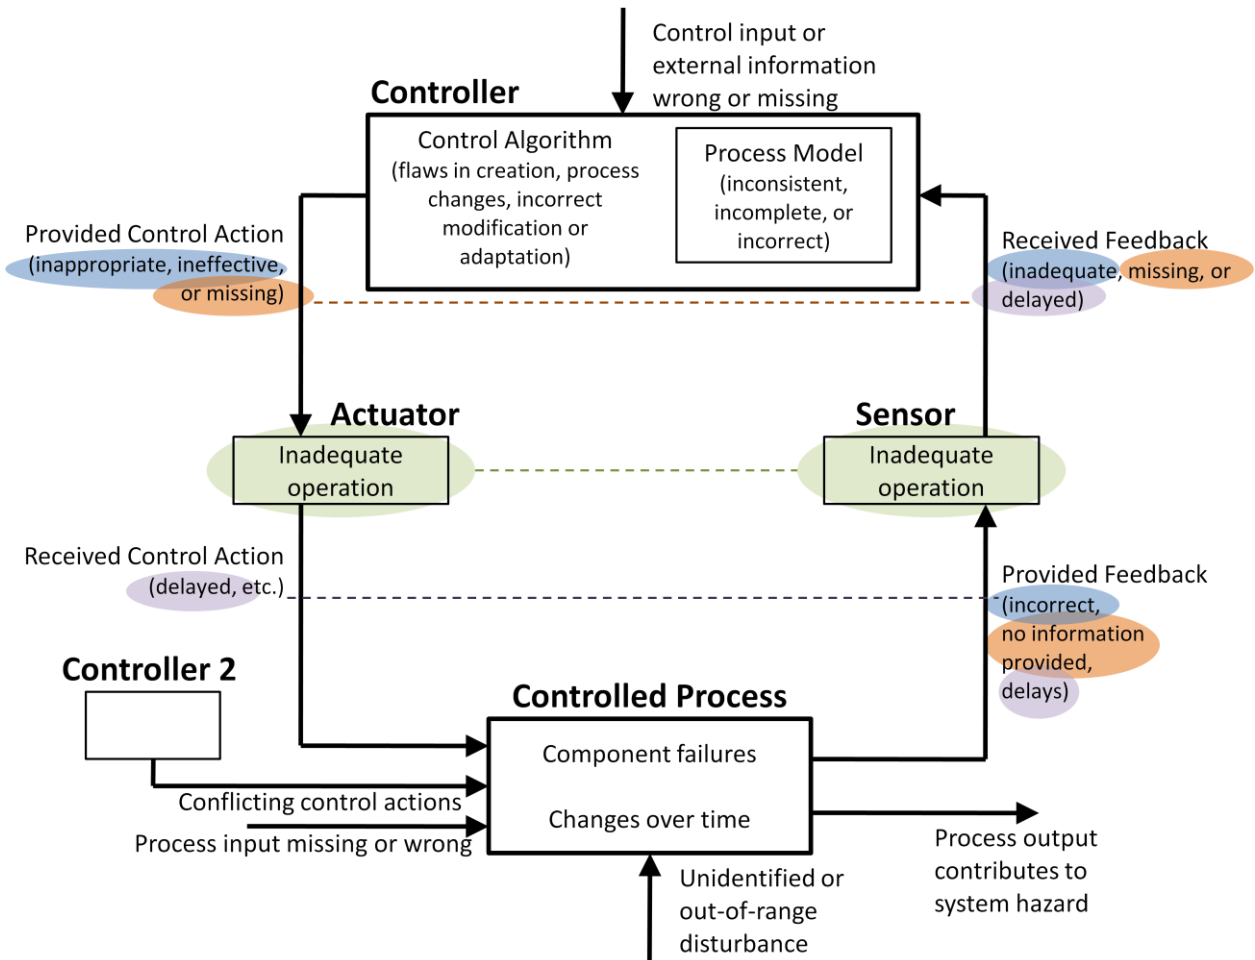 Control input or
external information
wrong or missing
Controller
Control Algorithm
(flaws in creation, process
changes, incorrect
modification or
adaptation)
Process Model
(inconsistent,
incomplete, or
incorrect)
Provided Control Action
(inappropriate, ineffective,
or missing)
Received Feedback
(inadequate, missing, or
delayed)
Actuator
Inadequate
operation
Sensor
Inadequate
operation
Received Control Action
(delayed, etc.)
Provided Feedback
(incorrect,
no information
provided,
delays)
Controller 2
Controlled Process
Component failures
Changes over time
Conflicting control actions
Process input missing or wrong
Process output
contributes to
system hazard
Unidentified or
out-of-range
disturbance